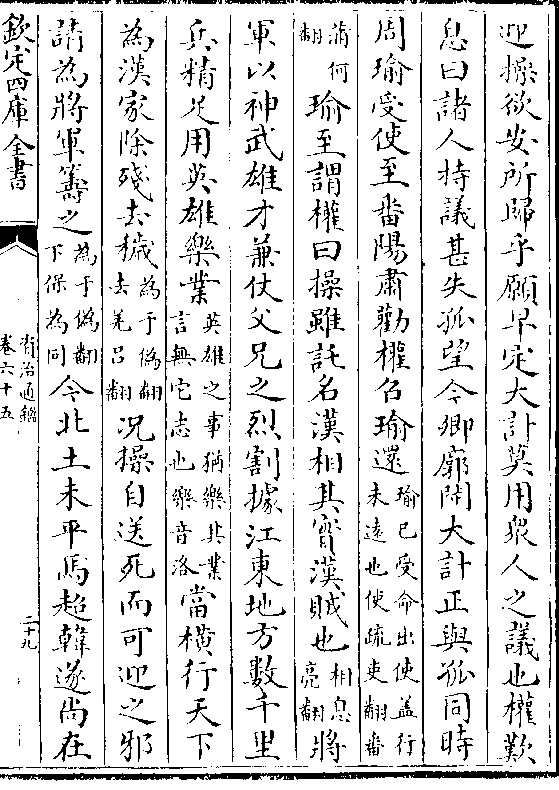 迎操欲安所歸乎願早定大計莫用衆人之議也權歎
息曰諸人持議甚失孤望今卿廓開大計正與孤同時
周瑜受使至番陽肅勸權召瑜還瑜已受命出使盖行未遠也使疏吏翻番
蒲何翻瑜至謂權曰操雖託名漢相其實漢賊也相息亮翻將
軍以神武雄才兼仗父兄之烈割據江東地方數千里
兵精足用英雄樂業英雄之事猶樂其業言無它志也樂音洛當橫行天下
為漢家除殘去穢為于偽翻去羌呂翻况操自送死而可迎之邪
請為將軍籌之為于偽翻下保為同今北土未平馬超韓遂尚在
欽定四庫全書
資治通鑑
卷六十五
二十九